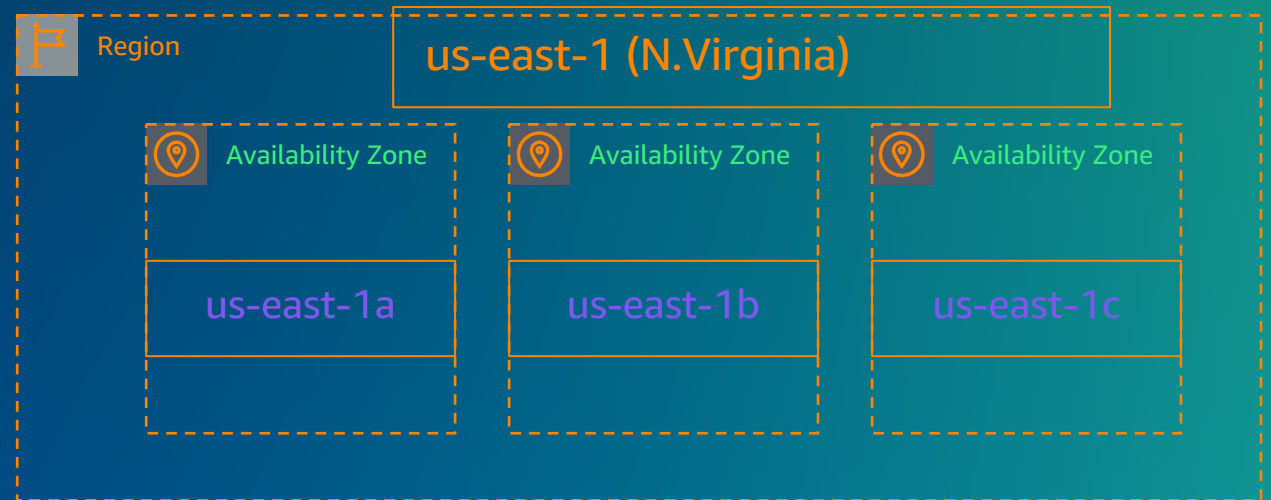 Region
us-east-1 (N.Virginia)
Availability Zone
Availability Zone
Availability Zone
us-east-1a
us-east-1b
us-east-1c